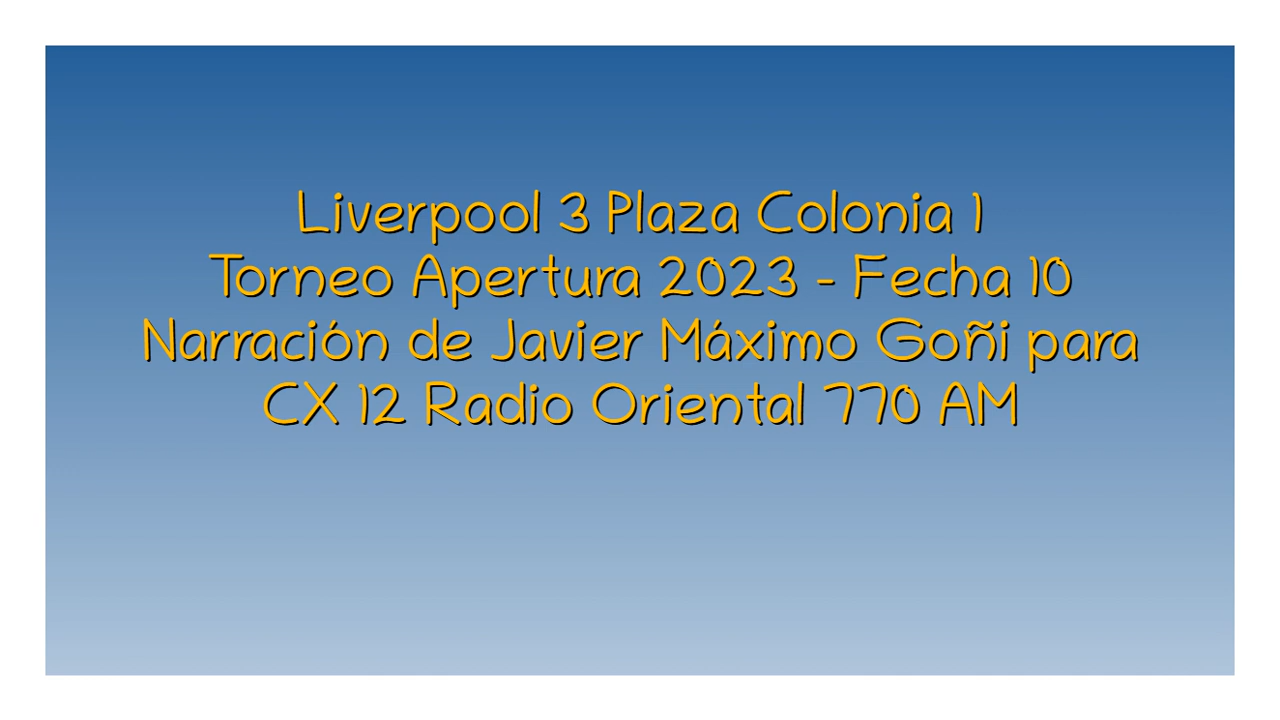 Liverpool 3 Plaza Colonia 1
Torneo Apertura 2023 - Fecha 10
Narración de Javier Máximo Goñi para
CX 12 Radio Oriental 770 AM